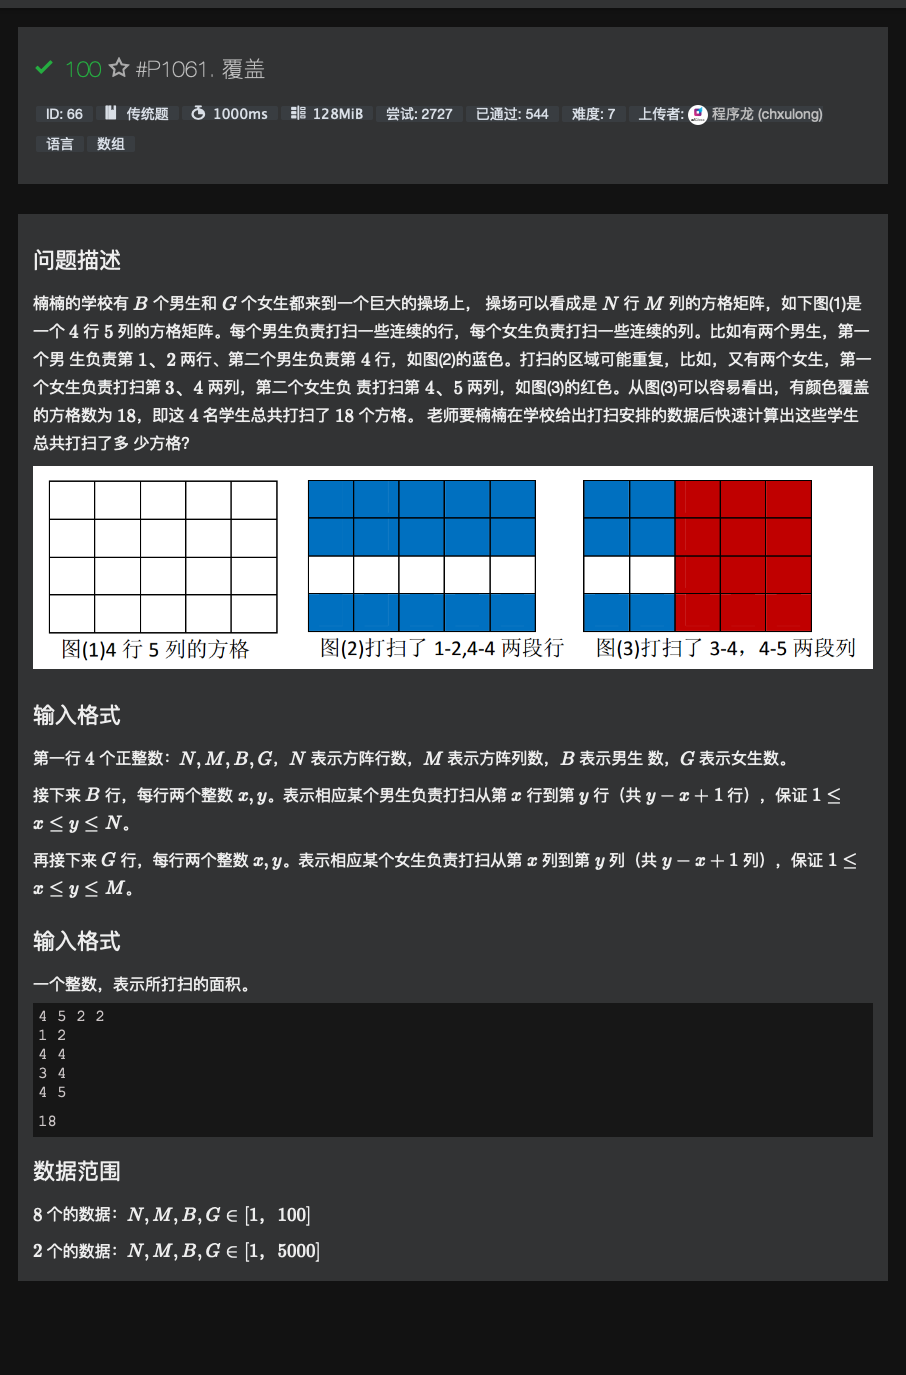 100 ☆ #P1061. 覆盖
ID: 66 传统题 1000ms 128MiB 尝试: 2727 已通过: 544 难度: 7 上传者: 程序龙 (chxulong)
语言 数组
问题描述
楠楠的学校有 B 个男生和 G 个女生都来到一个巨大的操场上， 操场可以看成是 N 行 M 列的方格矩阵，如下图(1)是
一个 4 行 5 列的方格矩阵。每个男生负责打扫一些连续的行，每个女生负责打扫一些连续的列。比如有两个男生，第一
个男 生负责第 1、2 两行、第二个男生负责第 4 行，如图(2)的蓝色。打扫的区域可能重复，比如，又有两个女生，第一
个女生负责打扫第 3、4 两列，第二个女生负 责打扫第 4、5 两列，如图(3)的红色。从图(3)可以容易看出，有颜色覆盖
的方格数为 18，即这 4 名学生总共打扫了 18 个方格。 老师要楠楠在学校给出打扫安排的数据后快速计算出这些学生
总共打扫了多 少方格?
图(1)4 行 5 列的方格 图(2)打扫了 1-2,4-4 两段行 图(3)打扫了 3-4，4-5 两段列
输入格式
第一行 4 个正整数：N, M, B, G，N 表示方阵行数，M 表示方阵列数，B 表示男生 数，G 表示女生数。
接下来 B 行，每行两个整数 x, y。表示相应某个男生负责打扫从第 x 行到第 y 行（共 y − x + 1 行），保证 1 ≤
x ≤ y ≤ N。
再接下来 G 行，每行两个整数 x, y。表示相应某个女生负责打扫从第 x 列到第 y 列（共 y − x + 1 列），保证 1 ≤
x ≤ y ≤ M。
输入格式
一个整数，表示所打扫的面积。
4 5 2 2
1 2
4 4
3 4
4 5
18
数据范围
8 个的数据：N, M, B, G ∈ [1，100]
2 个的数据：N, M, B, G ∈ [1，5000]